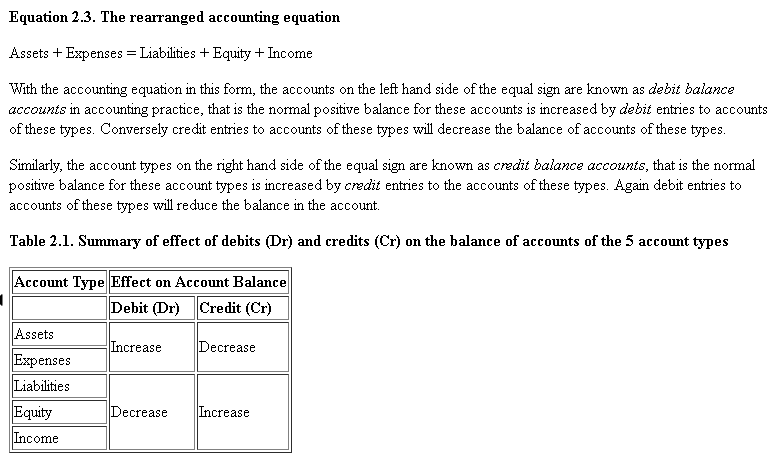 Equation 2.3. The rearranged accounting equation
Assets + Expenses = Liabilities + Equity + Income
With the accounting equation in this form, the accounts on the left hand side of the equal sign are known as debit balance
accounts in accounting practice, that is the normal positive balance for these accounts is increased by debit entries to accounts
of these types. Conversely credit entries to accounts of these types will decrease the balance of accounts of these types.
Similarly, the account types on the right hand side of the equal sign are known as credit balance accounts, that is the normal
positive balance for these account types is increased by credit entries to the accounts of these types. Again debit entries to
accounts of these types will reduce the balance in the account.
Table 2.1. Summary of effect of debits (Dr) and credits (Cr) on the balance of accounts of the 5 account types
Account Type Effect on Account Balance
Debit (Dr) Credit (Cr)
Assets
Increase Decrease
Expenses
Liabilities
Equity Decrease Increase
Income